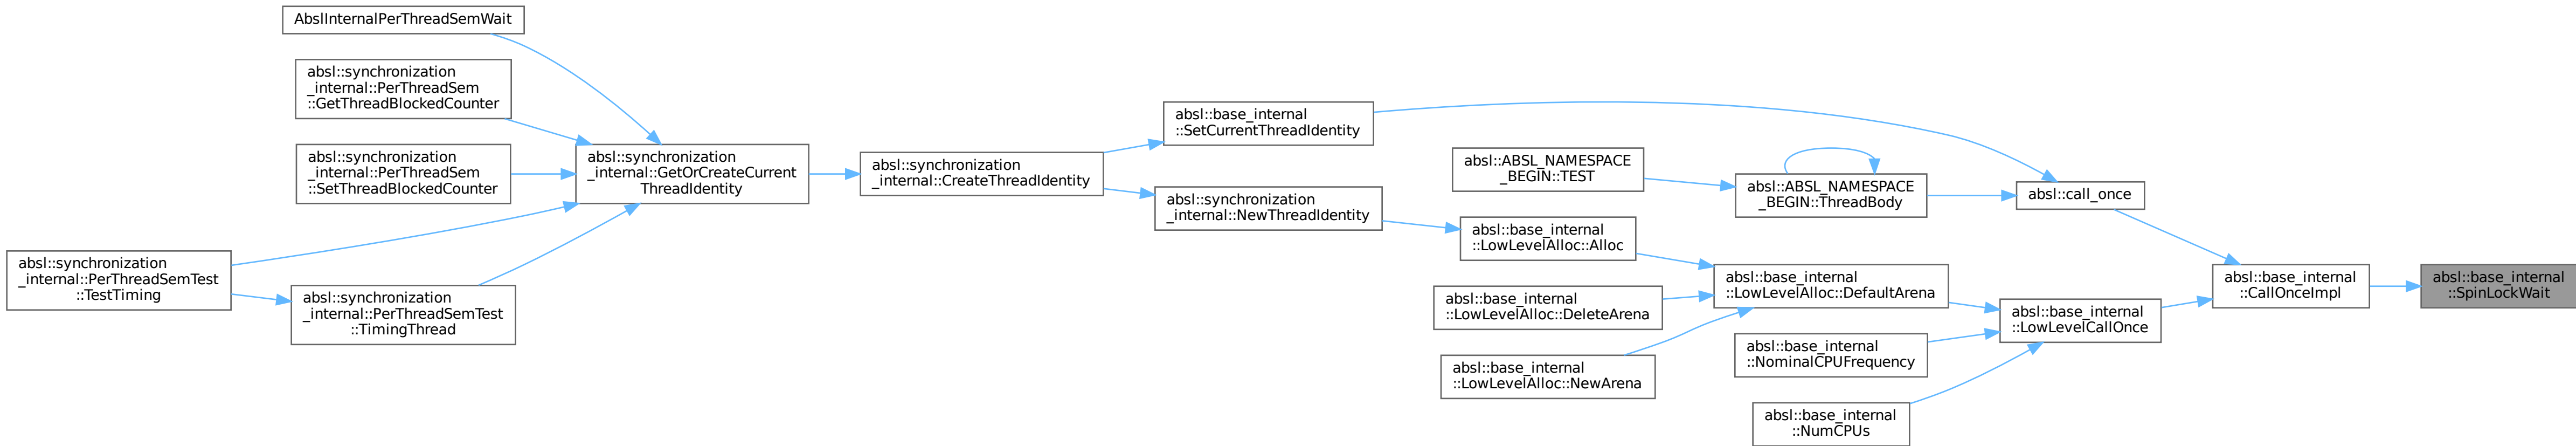 AbslInternalPerThreadSemWait
absl::synchronization
_internal::PerThreadSem
::GetThreadBlockedCounter
absl::synchronization
_internal::PerThreadSem
::SetThreadBlockedCounter
absl::synchronization
_internal::PerThreadSemTest
::TestTiming
absl::synchronization
_internal::PerThreadSemTest
::TimingThread
absl::synchronization
_internal::GetOrCreateCurrent
ThreadIdentity
absl::synchronization
_internal::CreateThreadIdentity
absl::base_internal
::SetCurrentThreadIdentity
absl::synchronization
_internal::NewThreadIdentity
absl::ABSL_NAMESPACE
_BEGIN::TEST
absl::base_internal
::LowLevelAlloc::Alloc
absl::base_internal
::LowLevelAlloc::DeleteArena
absl::base_internal
::LowLevelAlloc::NewArena
absl::ABSL_NAMESPACE
_BEGIN::ThreadBody
absl::base_internal
::LowLevelAlloc::DefaultArena
absl::base_internal
::NominalCPUFrequency
absl::base_internal
::NumCPUs
absl::call_once
absl::base_internal
::LowLevelCallOnce
absl::base_internal
::CallOnceImpl
absl::base_internal
::SpinLockWait